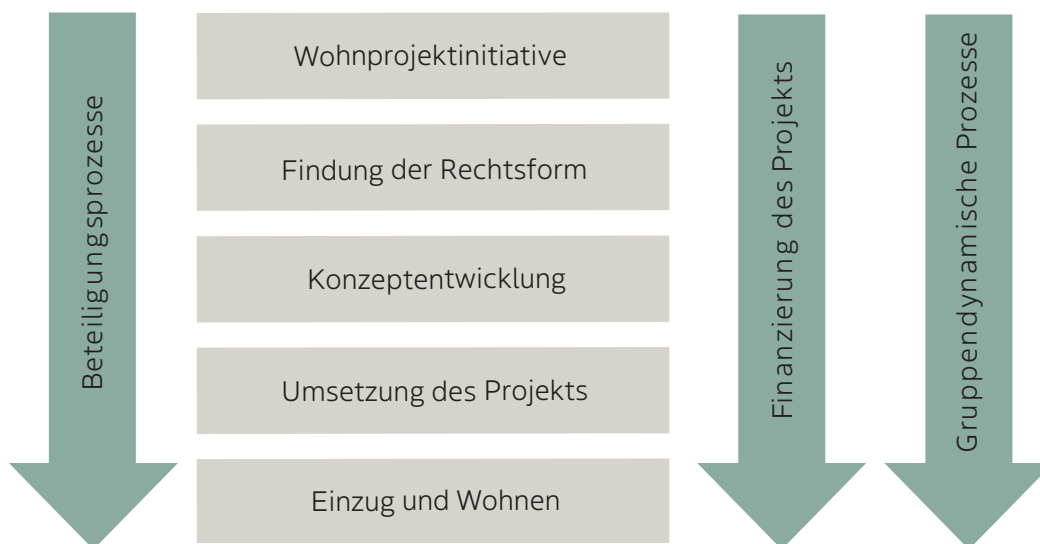 Beteiligungsprozesse
Wohnprojektinitiative
Findung der Rechtsform
Konzeptentwicklung
Umsetzung des Projekts
Einzug und Wohnen
Finanzierung des Projekts
Gruppendynamische Prozesse